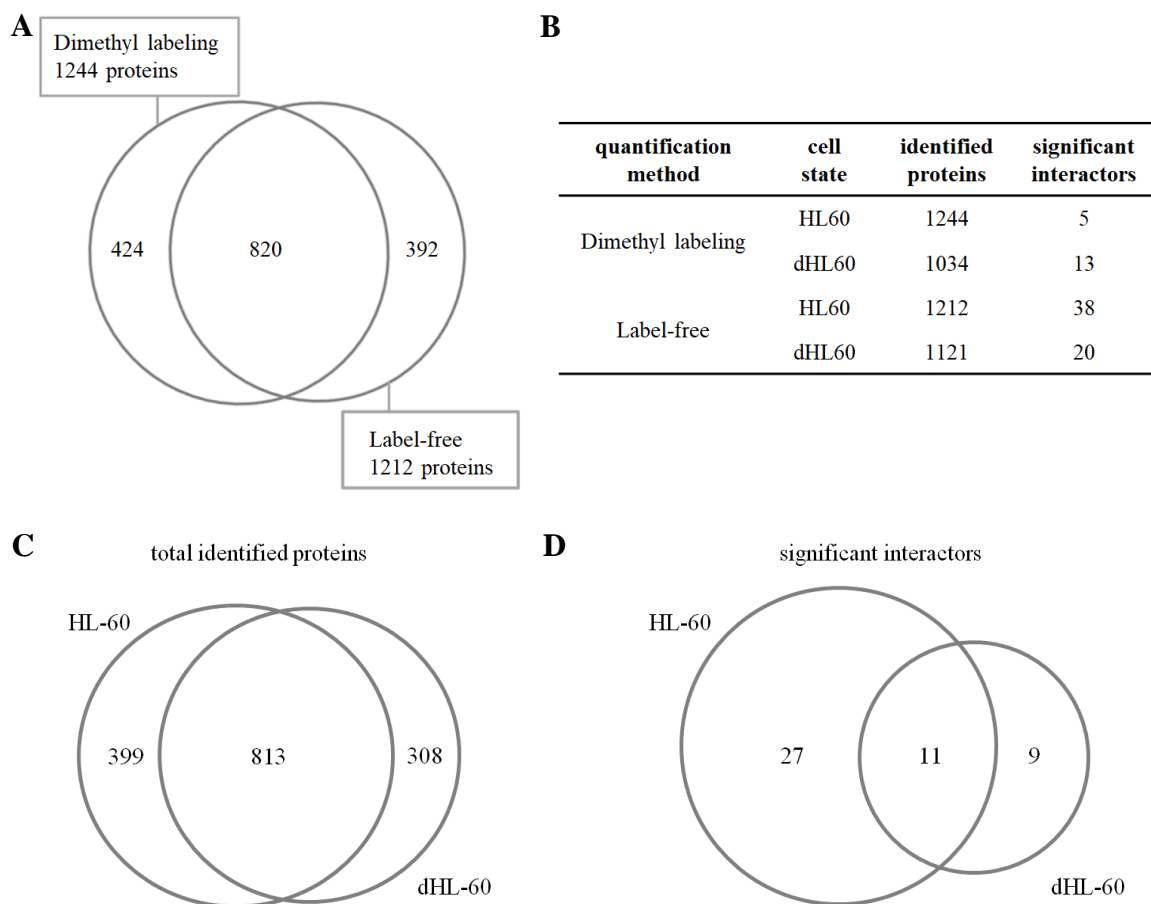 A
Dimethyl labeling
1244 proteins
424
820
392
Label-free
1212 proteins
B
quantification method
cell state
identified proteins
significant interactors
Dimethyl labeling
HL60
1244
5
dHL60
1034
13
Label-free
HL60
1212
38
dHL60
1121
20
C
total identified proteins
HL-60
399
813
308
dHL-60
D
significant interactors
HL-60
27
11
9
dHL-60